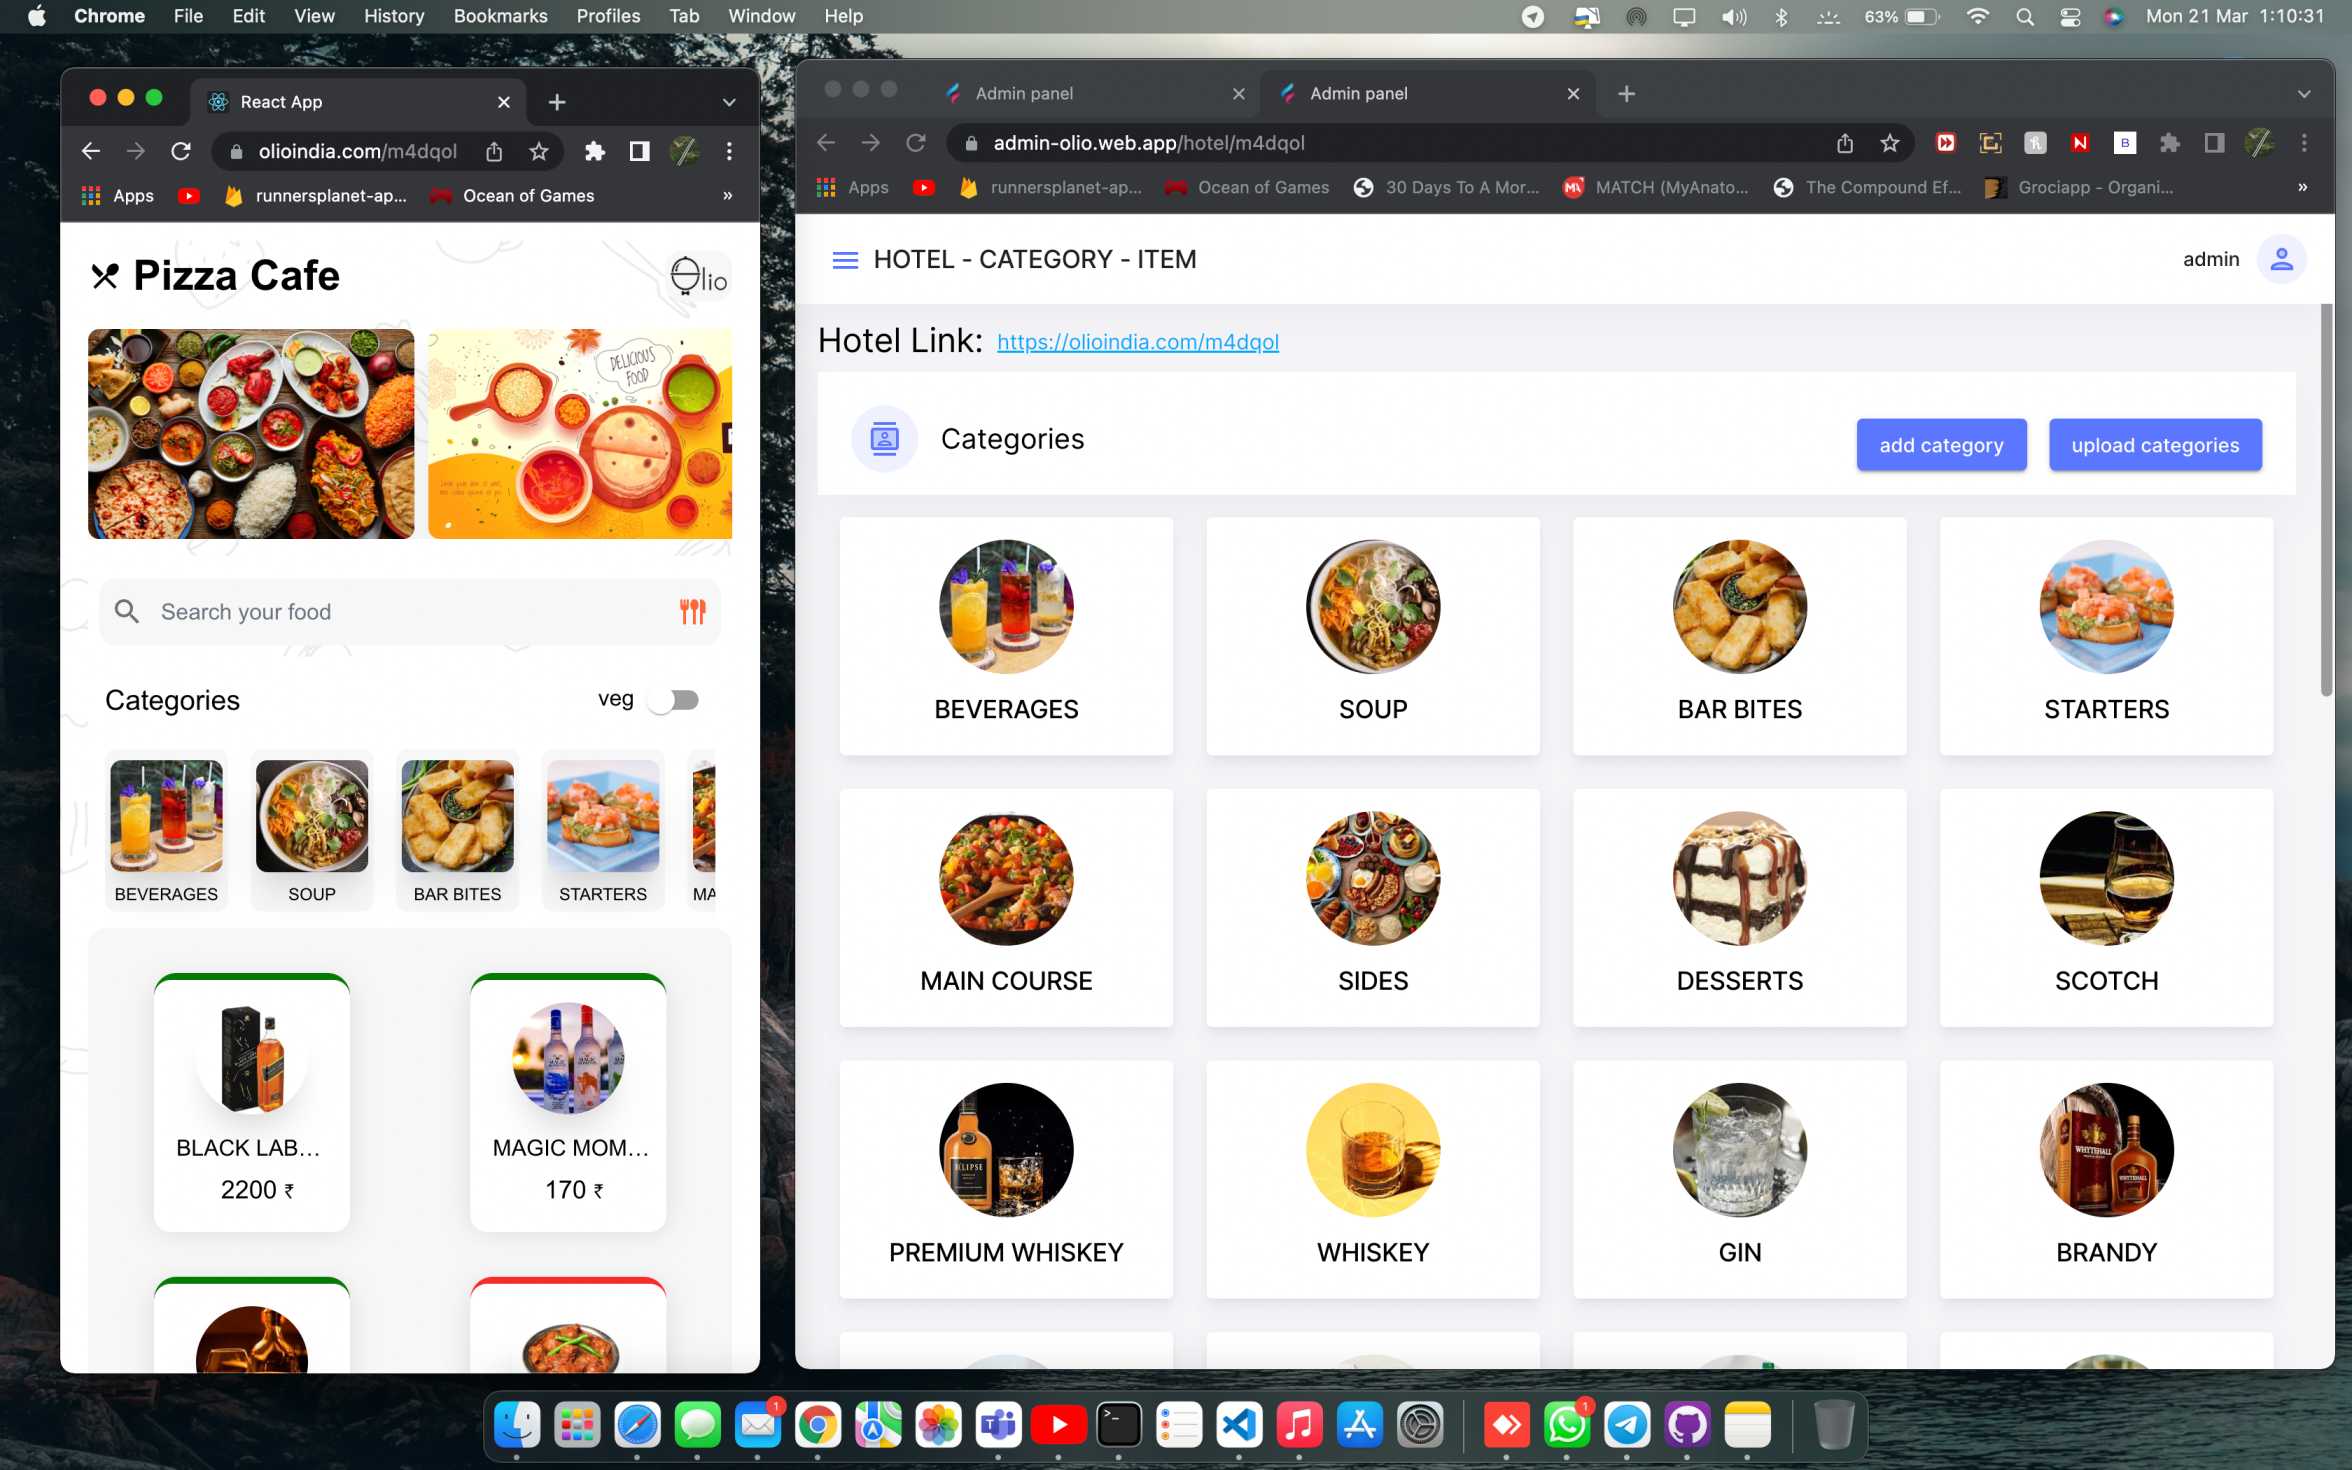 Chrome File Edit View History Bookmarks Profiles Tab Window Help
63% Mon 21 Mar 1:10:31
React App
olioindia.com/m4dqol
Apps runnersplanet-ap... Ocean of Games »
Pizza Cafe
Olio
DELICIOUS
FOOD
Search your food
Categories veg
BEVERAGES SOUP BAR BITES STARTERS MA
BLACK LAB... MAGIC MOM...
2200 ₹ 170 ₹
Admin panel Admin panel
admin-olio.web.app/hotel/m4dqol
Apps runnersplanet-ap... Ocean of Games 30 Days To A Mor... MATCH (MyAnato... The Compound Ef... Grociapp - Organi... »
HOTEL - CATEGORY - ITEM admin
Hotel Link: https://olioindia.com/m4dqol
Categories add category upload categories
BEVERAGES SOUP BAR BITES STARTERS
MAIN COURSE SIDES DESSERTS SCOTCH
ECLIPSE
WHYTEHALL
WHYTEHALL
PREMIUM WHISKEY WHISKEY GIN BRANDY
1 1